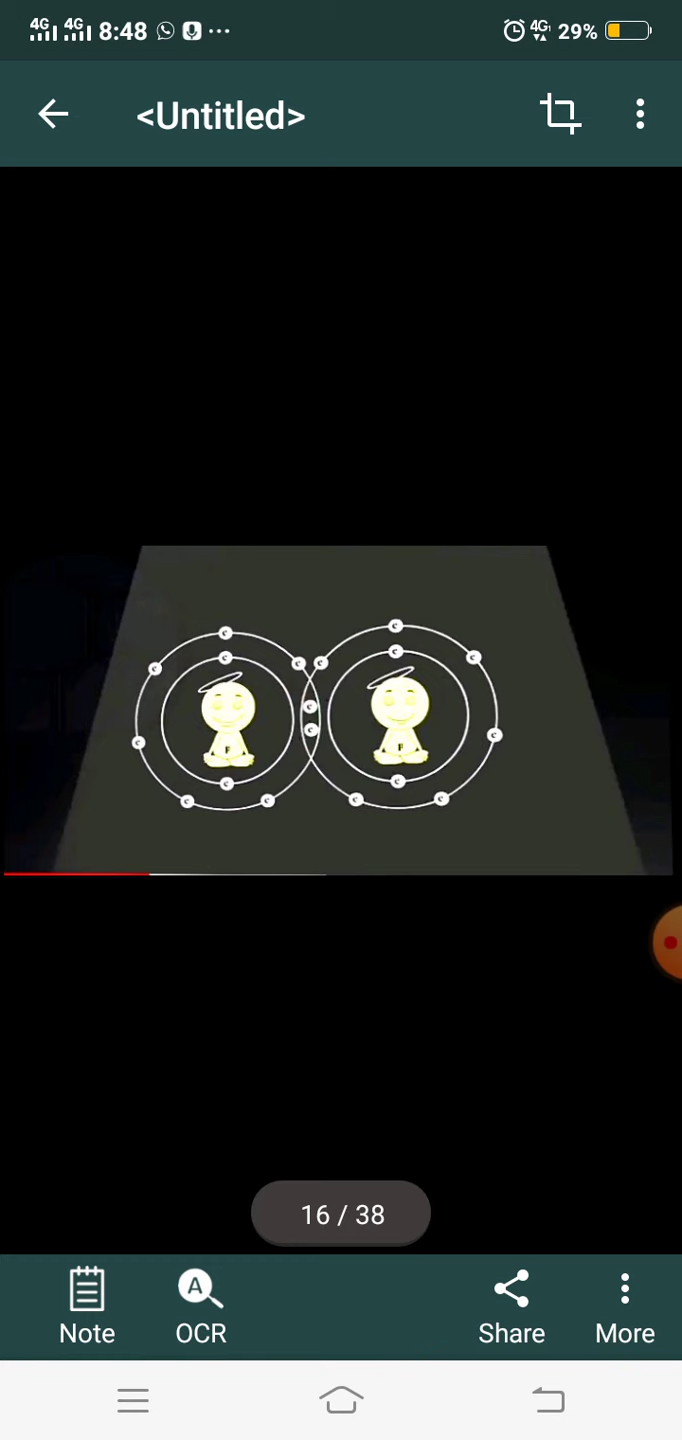 4G 4G 8:48 4G 29%
<Untitled>
e e
e e e e
e e
e e
e
F F
e e
e e
e e e e
16 / 38
A
Note OCR Share More